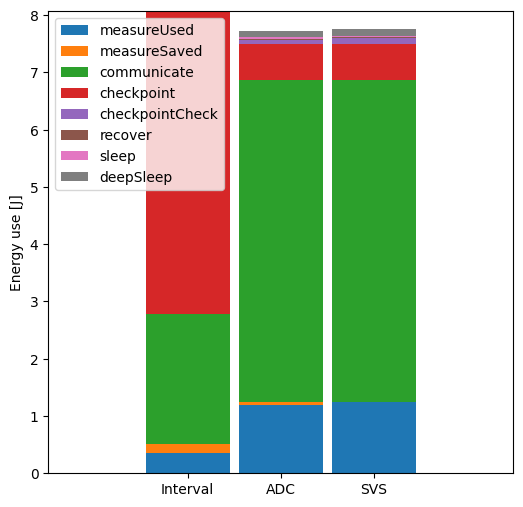 measureUsed
measureSaved
communicate
checkpoint
checkpointCheck
recover
sleep
deepSleep
Energy use [J]
8
7
6
5
4
3
2
1
0
Interval ADC SVS